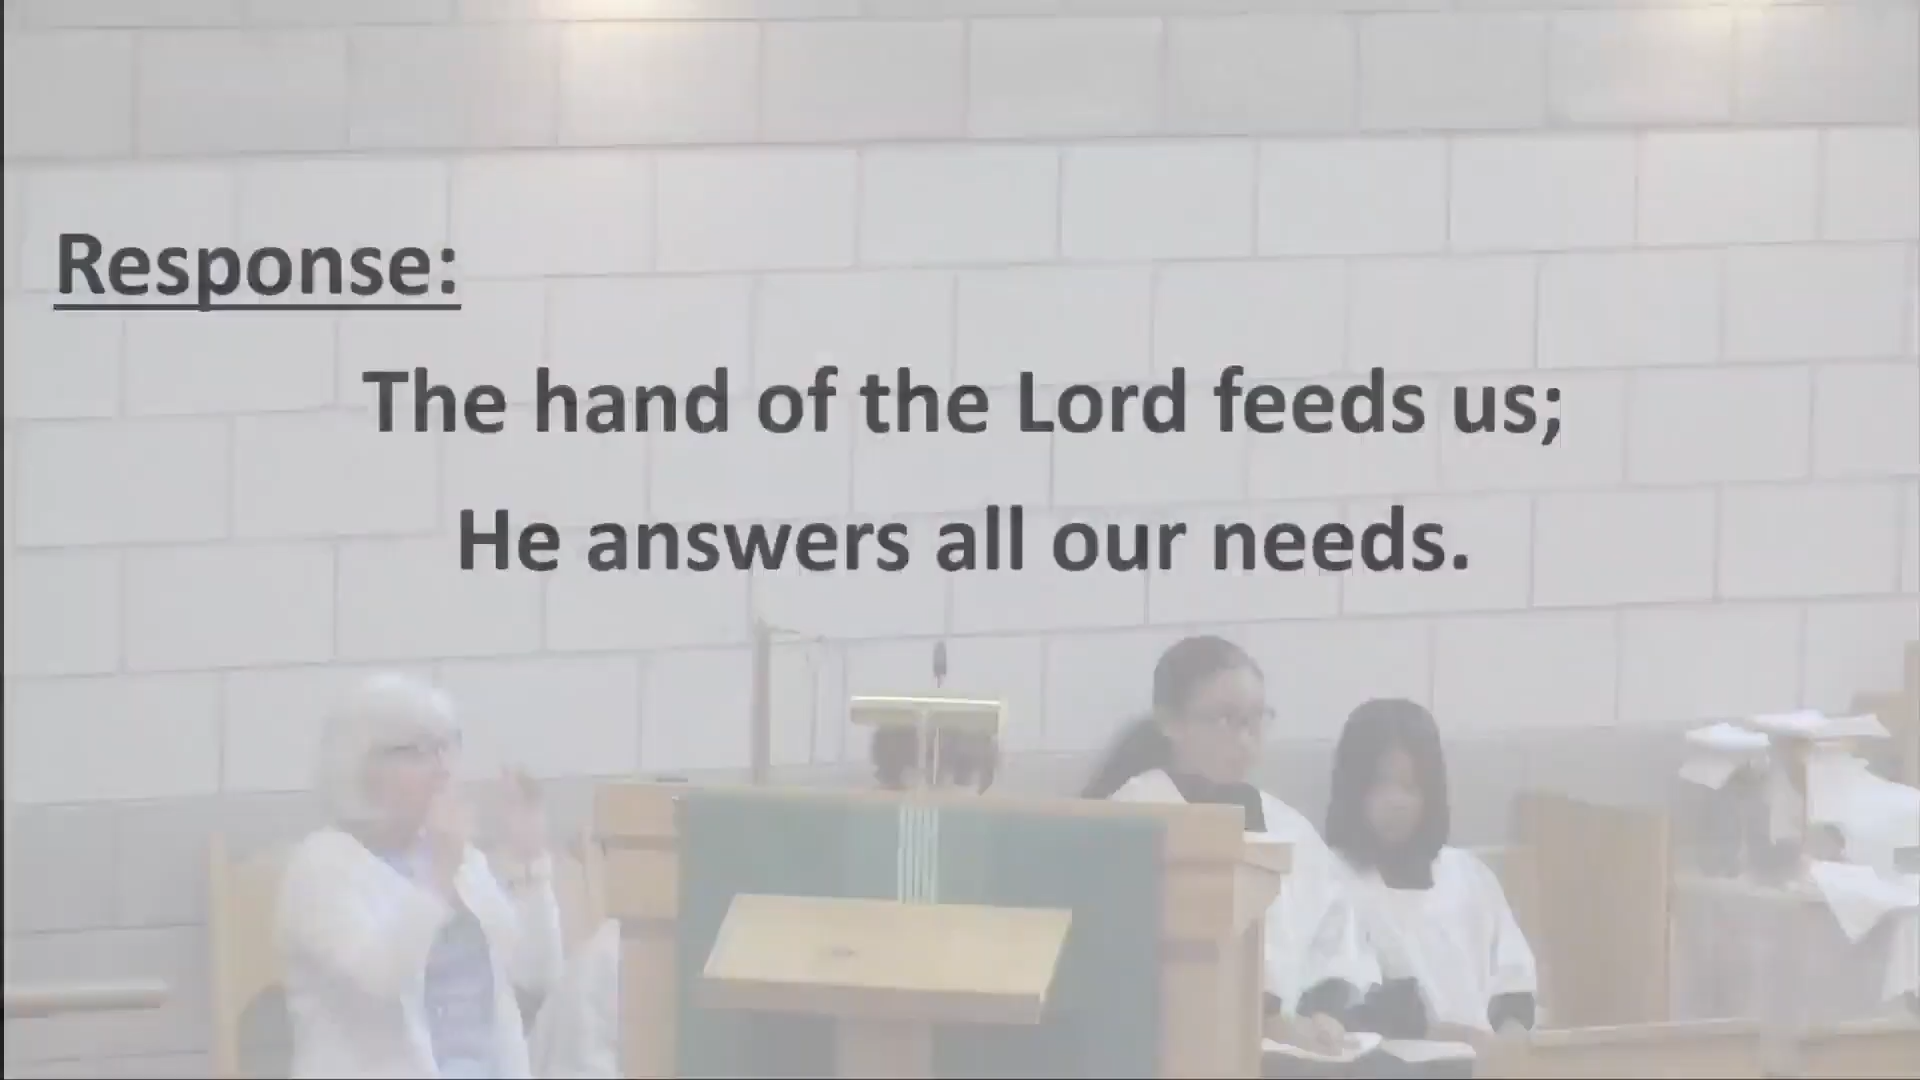 Response:
The hand of the Lord feeds us;
He answers all our needs.